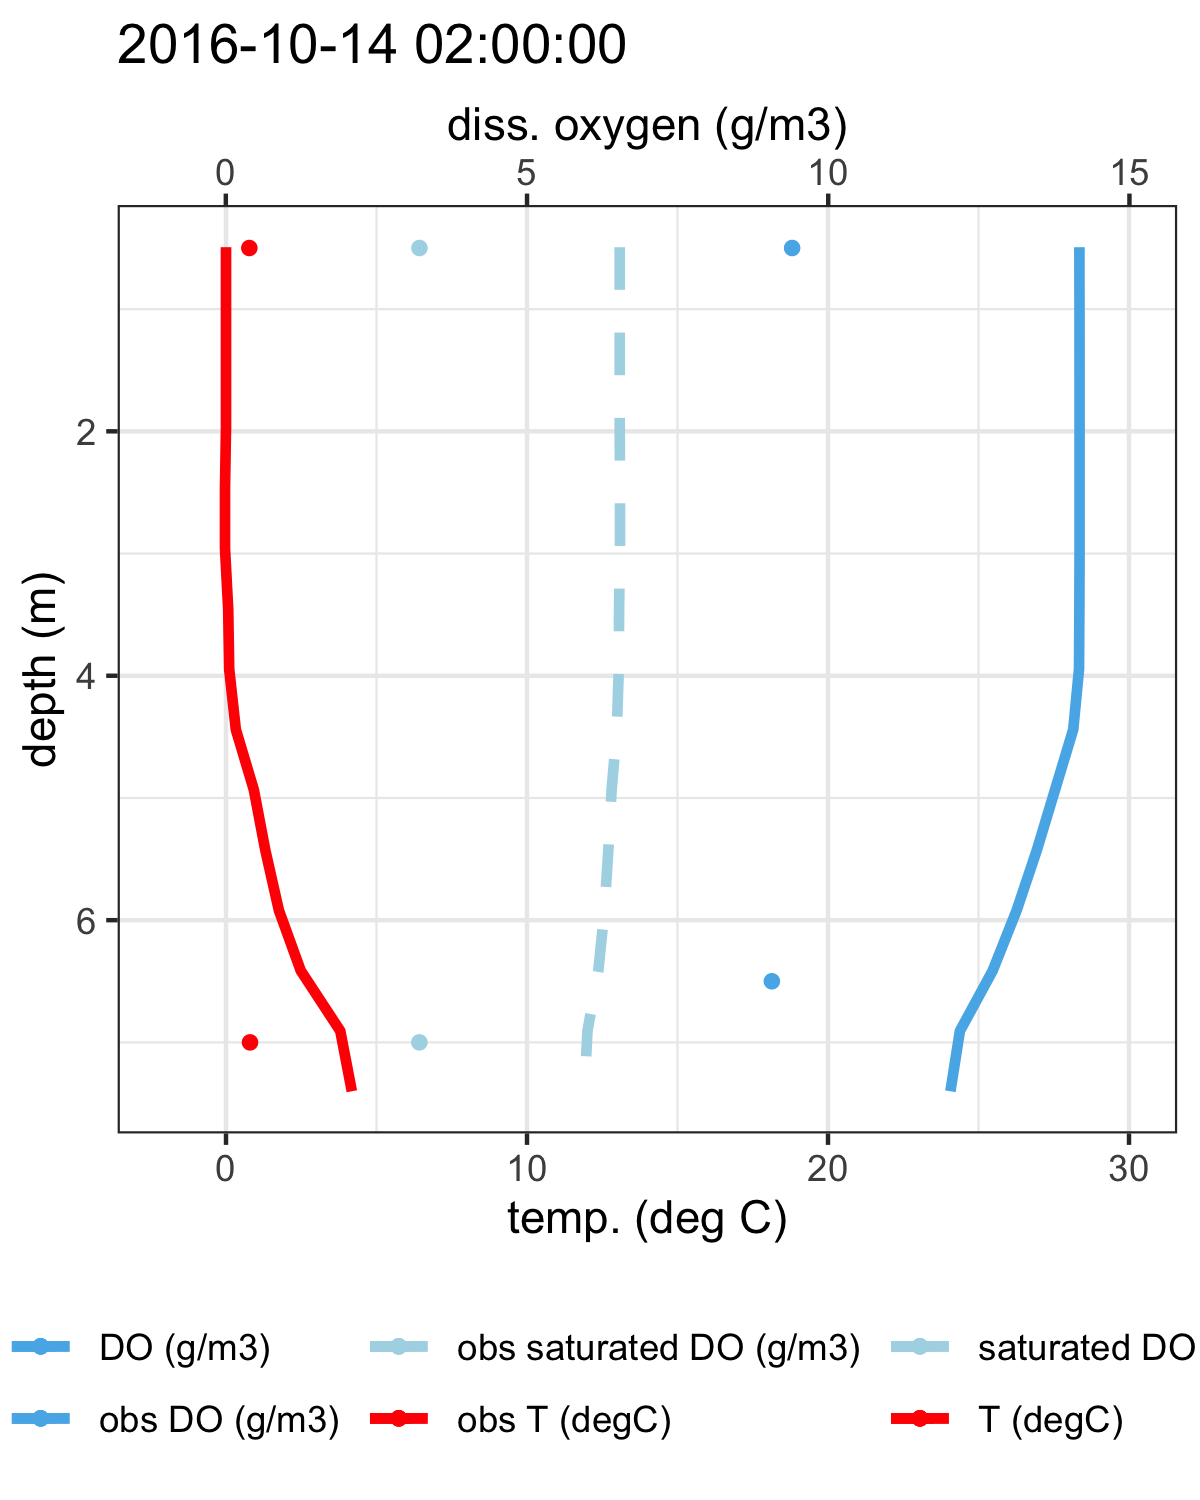 2016-10-14 02:00:00
diss. oxygen (g/m3)
0 5 10 15
2
4
6
depth (m)
0 10 20 30
temp. (deg C)
DO (g/m3) obs saturated DO (g/m3) saturated DO
obs DO (g/m3) obs T (degC) T (degC)